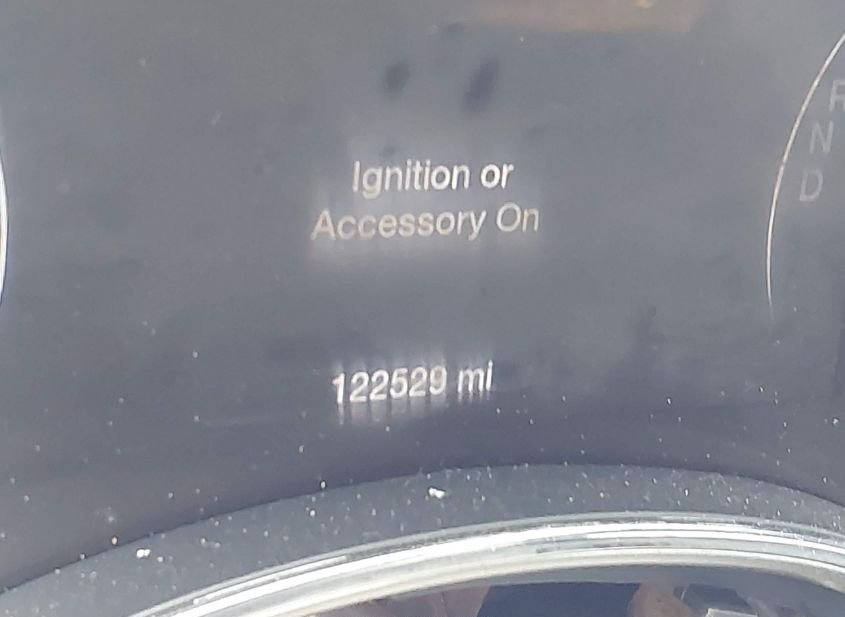 Ignition or
Accessory On
122529 mi
R
N
D